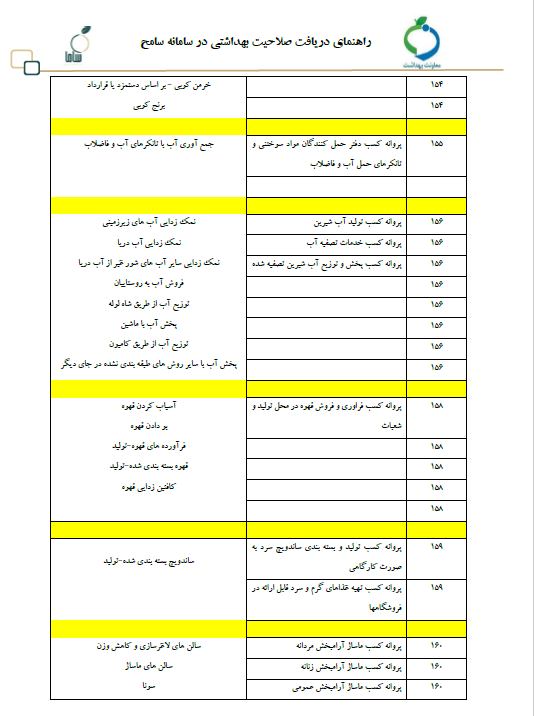 راهنمای دریافت صلاحیت بهداشتی در سامانه سامح
ساما
معاونت بهداشت
۱۵۴ خرمن کوبی - بر اساس دستمزد یا قرارداد
۱۵۴ برنج کوبی
۱۵۵ پروانه کسب دفتر حمل کنندگان مواد سوختنی و جمع آوری آب با تانکرهای آب و فاضلاب
تانکرهای حمل آب و فاضلاب
۱۵۶ پروانه کسب تولید آب شیرین نمک زدایی آب های زیرزمینی
۱۵۶ پروانه کسب خدمات تصفیه آب نمک زدایی آب دریا
۱۵۶ پروانه کسب پخش و توزیع آب شیرین تصفیه شده نمک زدایی سایر آب های شور غیر از آب دریا
۱۵۶ فروش آب به روستاییان
۱۵۶ توزیع آب از طریق شاه لوله
۱۵۶ پخش آب با ماشین
۱۵۶ توزیع آب از طریق کامیون
۱۵۶ پخش آب با سایر روش های طبقه بندی نشده در جای دیگر
۱۵۸ پروانه کسب فراوری و فروش قهوه در محل تولید و آسیاب کردن قهوه
شعبات بو دادن قهوه
۱۵۸ فرآورده های قهوه-تولید
۱۵۸ قهوه بسته بندی شده-تولید
۱۵۸ کافئین زدایی قهوه
۱۵۸
۱۵۹ پروانه کسب تولید و بسته بندی ساندویچ سرد به
صورت کارگاهی ساندویچ بسته بندی شده-تولید
۱۵۹ پروانه کسب تهیه غذاهای گرم و سرد قابل ارائه در
فروشگاهها
۱۶۰ پروانه کسب ماساژ آرامبخش مردانه سالن های لاغرسازی و کاهش وزن
۱۶۰ پروانه کسب ماساژ آرامبخش زنانه سالن های ماساژ
۱۶۰ پروانه کسب ماساژ آرامبخش عمومی سونا